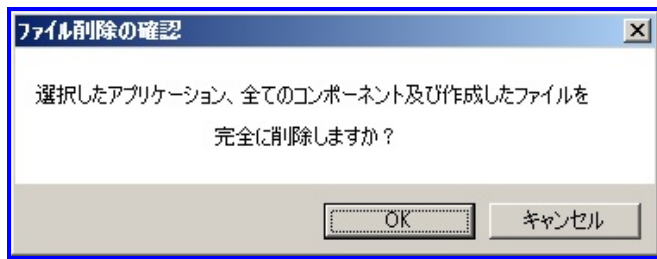 ファイル削除の確認
選択したアプリケーション、全てのコンポーネント及び作成したファイルを
完全に削除しますか？
OK
キャンセル